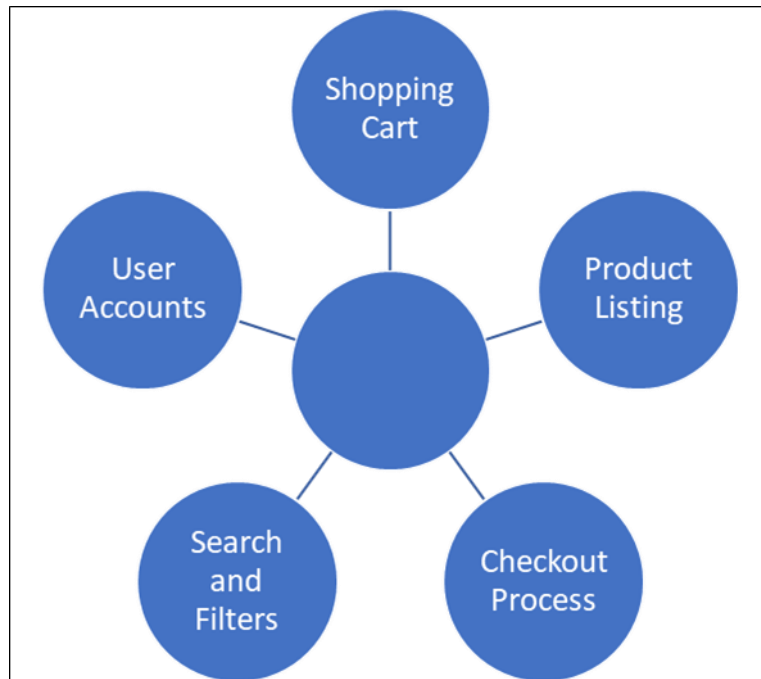 Shopping
Cart
User
Accounts
Product
Listing
Search
and
Filters
Checkout
Process